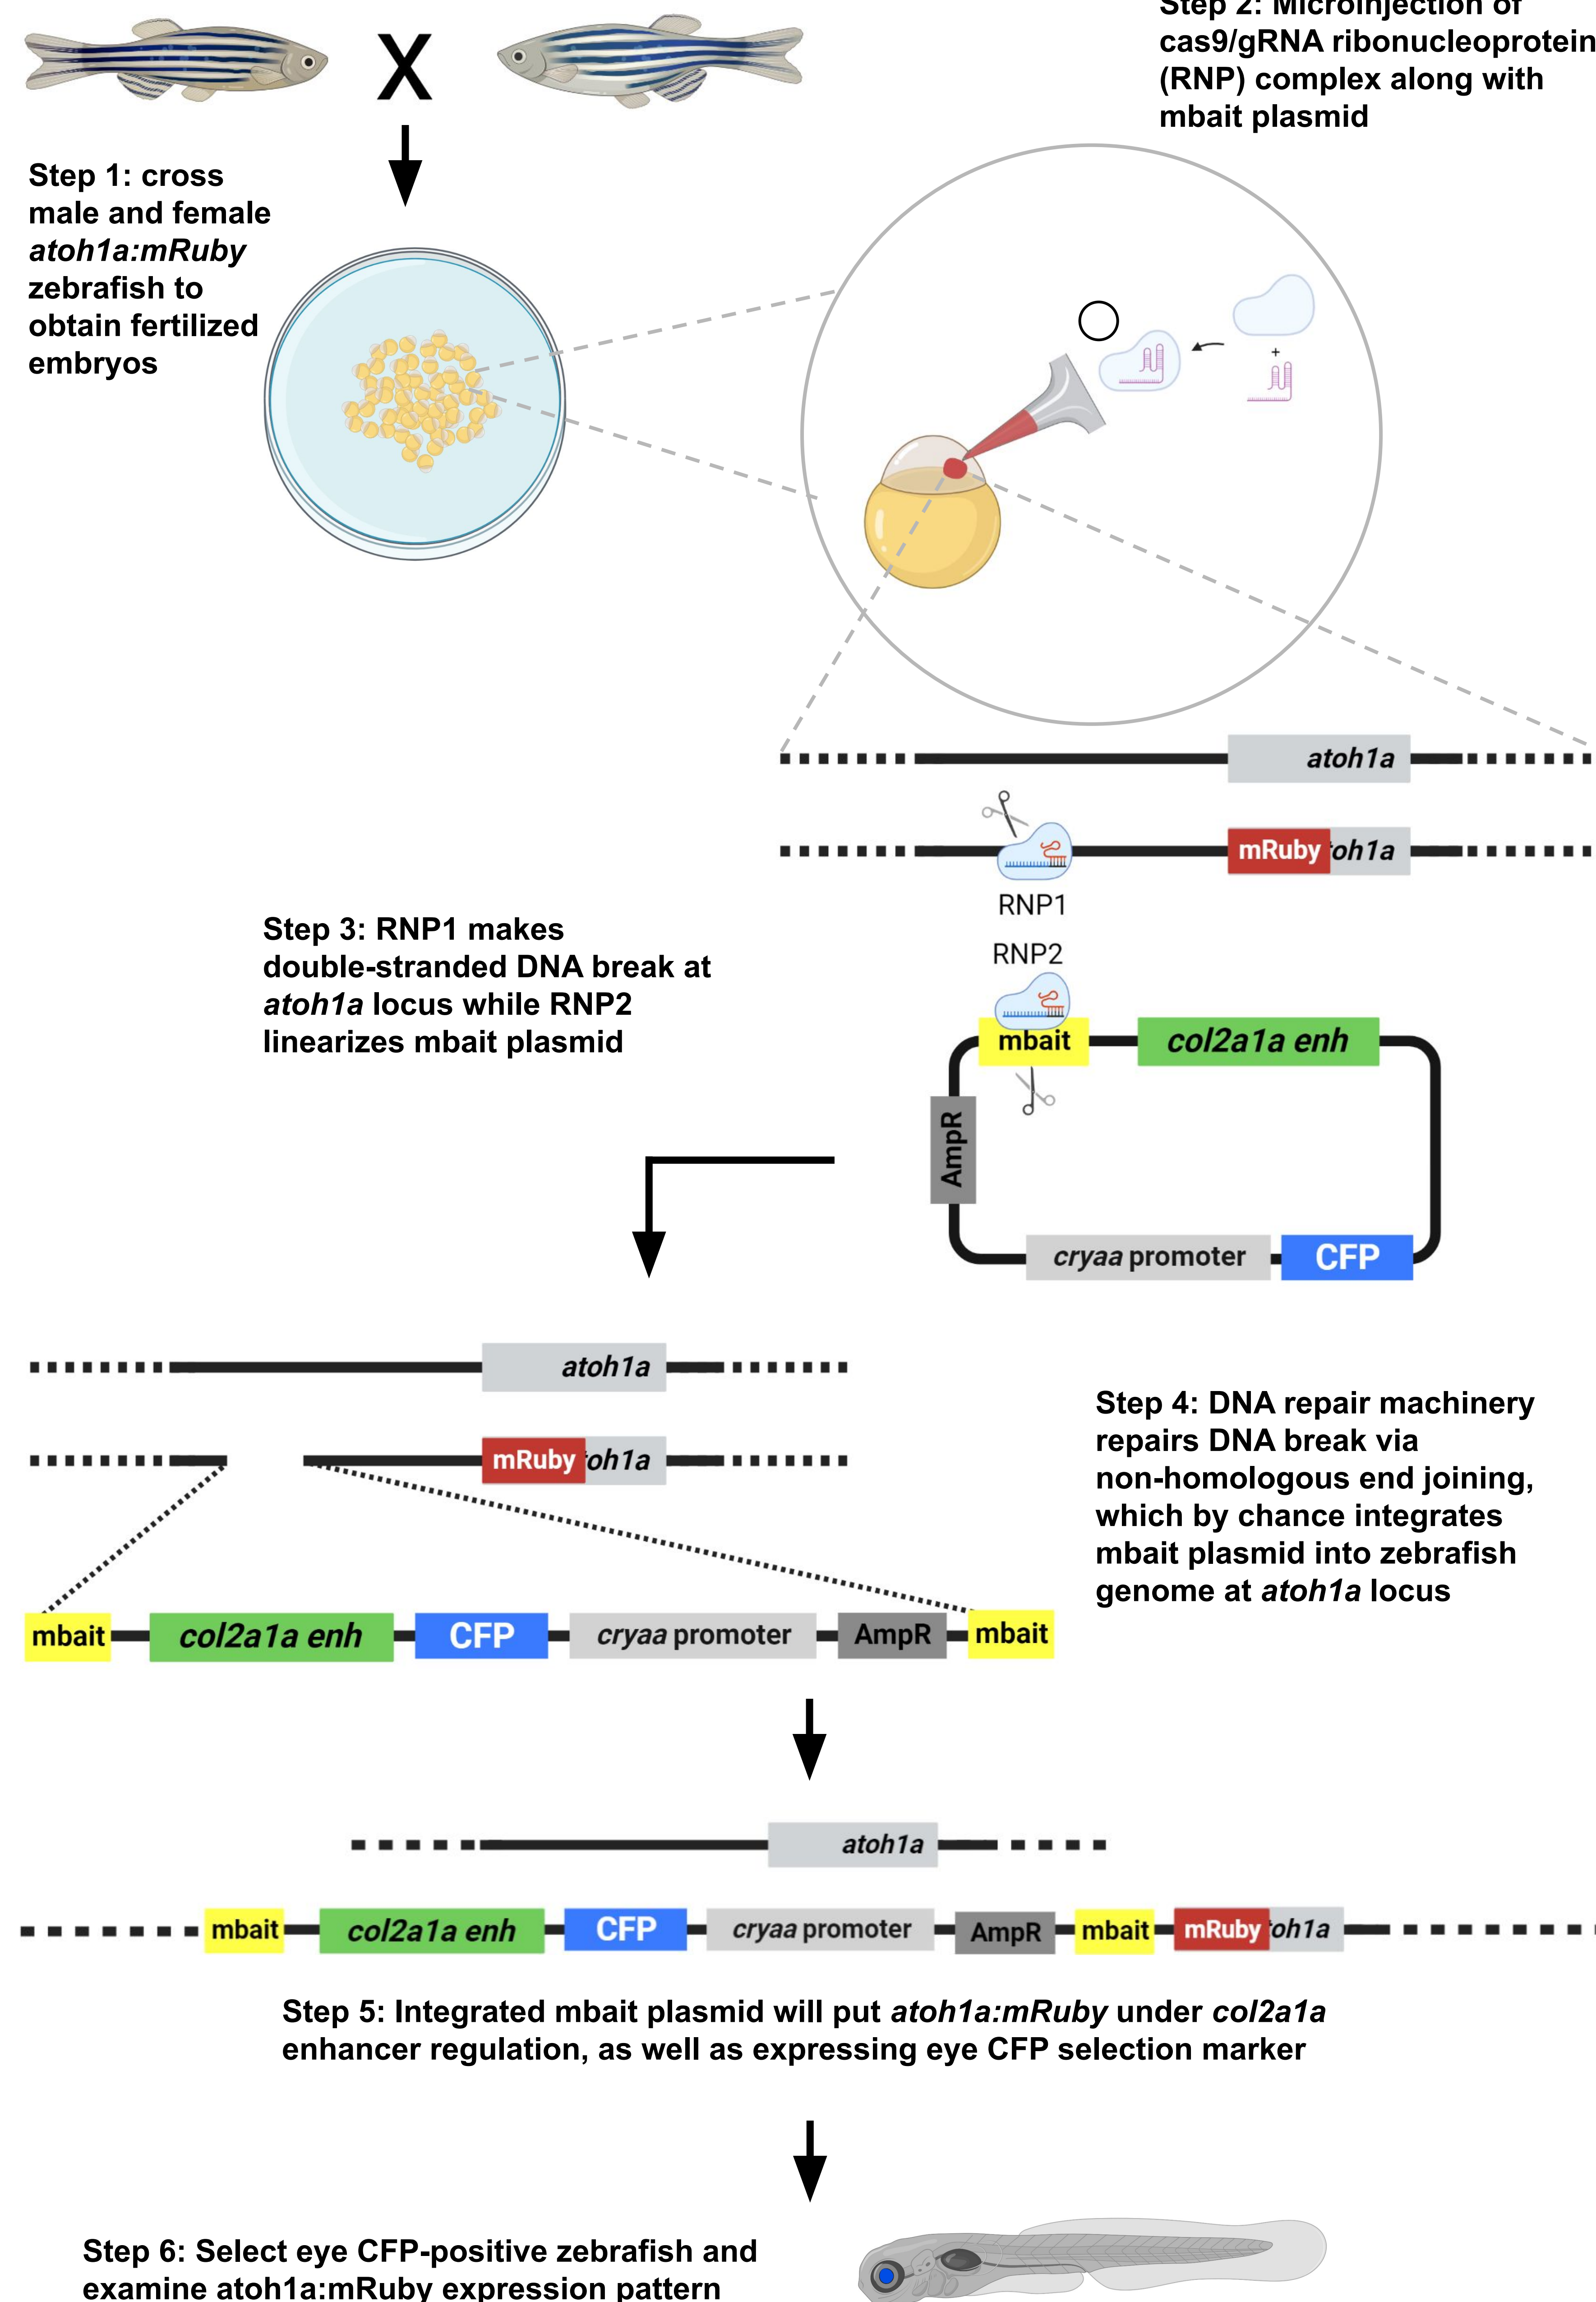 Step 2: Microinjection of
cas9/gRNA ribonucleoprotein
(RNP) complex along with
mbait plasmid
X
Step 1: cross
male and female
atoh1a:mRuby
zebrafish to
obtain fertilized
embryos
+
atoh1a
mRuby oh1a
RNP1
Step 3: RNP1 makes
double-stranded DNA break at
atoh1a locus while RNP2
linearizes mbait plasmid
RNP2
mbait
col2a1a enh
AmpR
cryaa promoter
CFP
atoh1a
mRuby oh1a
Step 4: DNA repair machinery
repairs DNA break via
non-homologous end joining,
which by chance integrates
mbait plasmid into zebrafish
genome at atoh1a locus
mbait col2a1a enh CFP cryaa promoter AmpR mbait
atoh1a
mbait col2a1a enh CFP cryaa promoter AmpR mbait mRuby oh1a
Step 5: Integrated mbait plasmid will put atoh1a:mRuby under col2a1a
enhancer regulation, as well as expressing eye CFP selection marker
Step 6: Select eye CFP-positive zebrafish and
examine atoh1a:mRuby expression pattern